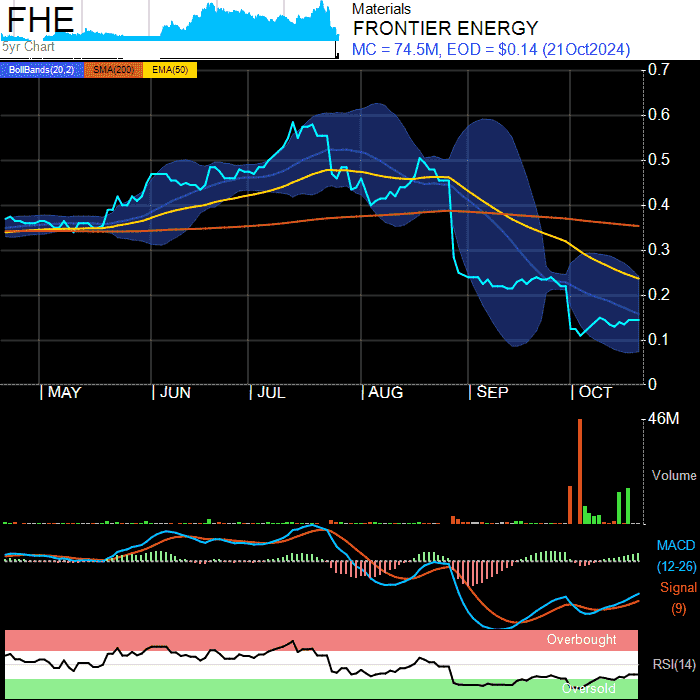 FHE
5yr Chart
Materials
FRONTIER ENERGY
MC = 74.5M, EOD = $0.14 (21Oct2024)
BollBands(20,2) SMA(200) EMA(50)
0.7
0.6
0.5
0.4
0.3
0.2
0.1
0
MAY JUN JUL AUG SEP OCT
46M
Volume
MACD
(12-26)
Signal
(9)
Overbought
RSI(14)
Oversold